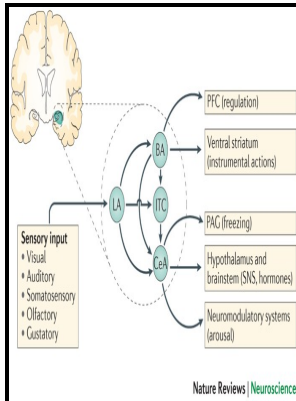 PFC (regulation)
BA
Ventral striatum
(instrumental actions)
LA
ITC
PAG (freezing)
Sensory input
• Visual
• Auditory
• Somatosensory
• Olfactory
• Gustatory
CeA
Hypothalamus and
brainstem (SNS, hormones)
Neuromodulatory systems
(arousal)
Nature Reviews | Neuroscience